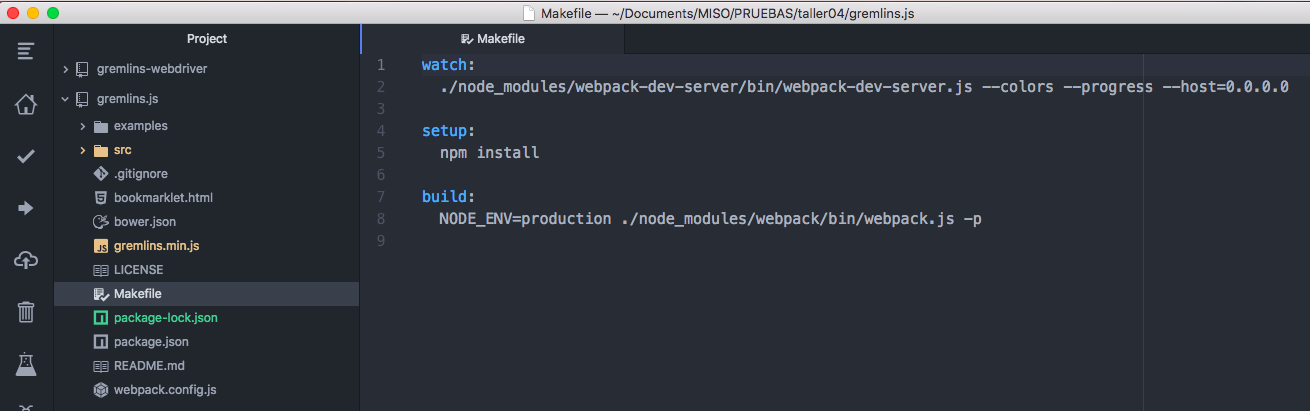 Makefile — ~/Documents/MISO/PRUEBAS/taller04/gremlins.js
Project
gremlins-webdriver
gremlins.js
examples
src
.gitignore
bookmarklet.html
bower.json
gremlins.min.js
LICENSE
Makefile
package-lock.json
package.json
README.md
webpack.config.js
Makefile
1 watch:
2 ./node_modules/webpack-dev-server/bin/webpack-dev-server.js --colors --progress --host=0.0.0.0
3
4 setup:
5 npm install
6
7 build:
8 NODE_ENV=production ./node_modules/webpack/bin/webpack.js -p
9